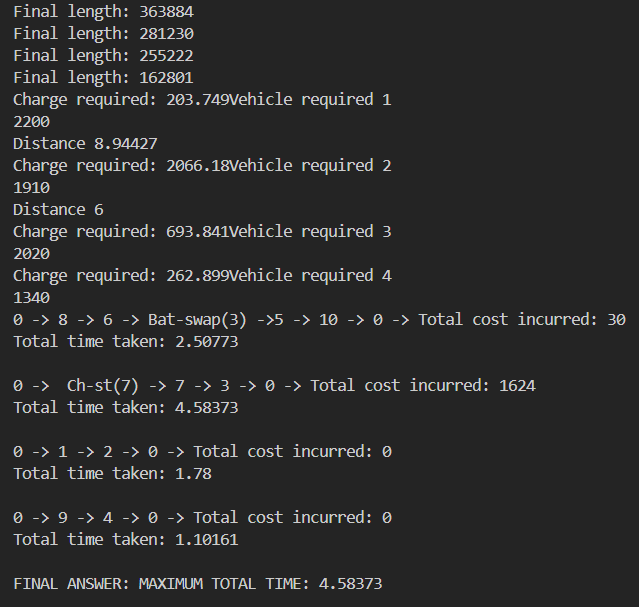 Final length: 363884
Final length: 281230
Final length: 255222
Final length: 162801
Charge required: 203.749Vehicle required 1
2200
Distance 8.94427
Charge required: 2066.18Vehicle required 2
1910
Distance 6
Charge required: 693.841Vehicle required 3
2020
Charge required: 262.899Vehicle required 4
1340
0 -> 8 -> 6 -> Bat-swap(3) ->5 -> 10 -> 0 -> Total cost incurred: 30
Total time taken: 2.50773
0 ->  Ch-st(7) -> 7 -> 3 -> 0 -> Total cost incurred: 1624
Total time taken: 4.58373
0 -> 1 -> 2 -> 0 -> Total cost incurred: 0
Total time taken: 1.78
0 -> 9 -> 4 -> 0 -> Total cost incurred: 0
Total time taken: 1.10161
FINAL ANSWER: MAXIMUM TOTAL TIME: 4.58373